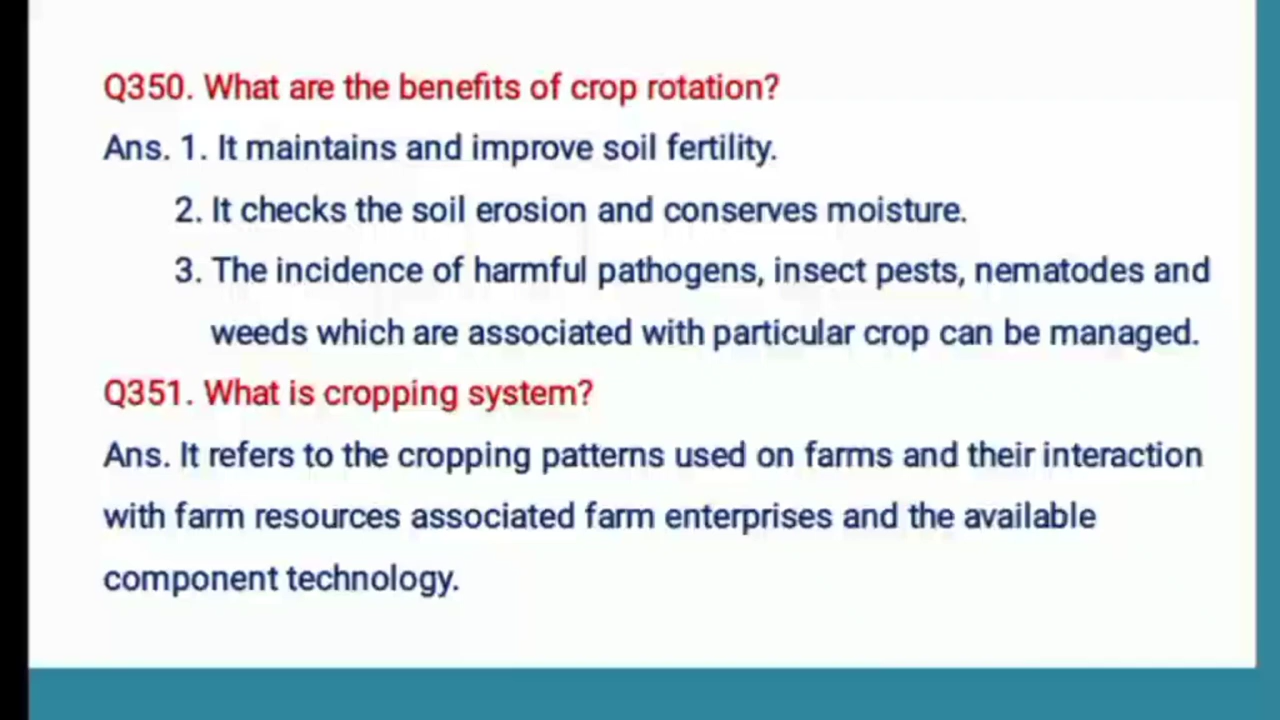 Q350. What are the benefits of crop rotation?
Ans. 1. It maintains and improve soil fertility.
2. It checks the soil erosion and conserves moisture.
3. The incidence of harmful pathogens, insect pests, nematodes and
weeds which are associated with particular crop can be managed.
Q351. What is cropping system?
Ans. It refers to the cropping patterns used on farms and their interaction
with farm resources associated farm enterprises and the available
component technology.